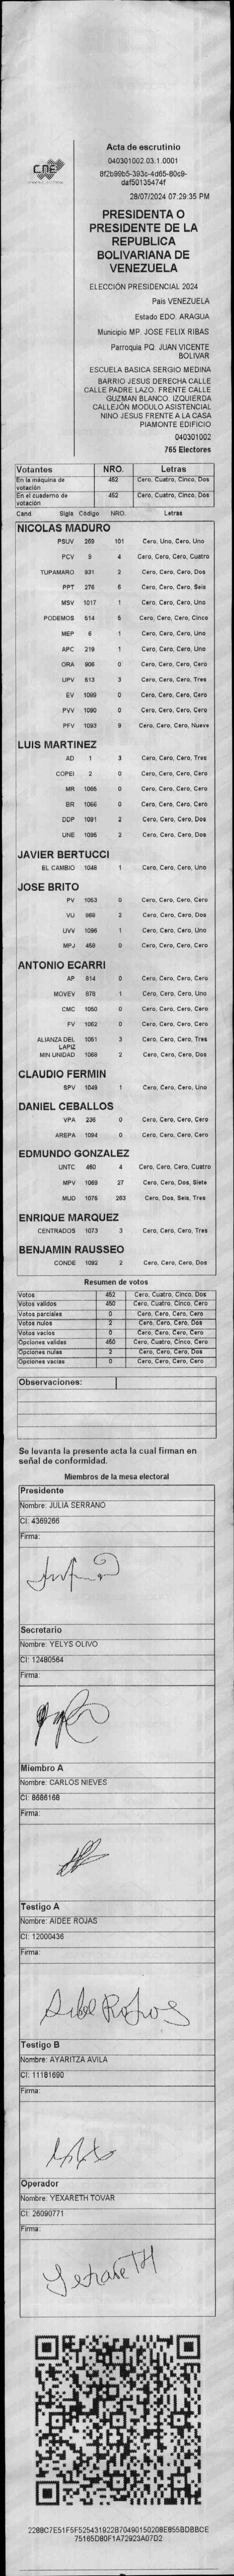 Acta de escrutinio
CNE
040301002.03.1.0001
8f2b99b5-393c-4d65-80c9-
daf50135474f
28/07/2024 07:29:35 PM
PRESIDENTA O
PRESIDENTE DE LA
REPUBLICA
BOLIVARIANA DE
VENEZUELA
ELECCIÓN PRESIDENCIAL 2024
País VENEZUELA
Estado EDO. ARAGUA
Municipio MP. JOSE FELIX RIBAS
Parroquia PQ. JUAN VICENTE
BOLIVAR
ESCUELA BASICA SERGIO MEDINA
BARRIO JESUS DERECHA CALLE
CALLE PADRE LAZO. FRENTE CALLE
GUZMAN BLANCO. IZQUIERDA
CALLEJÓN MODULO ASISTENCIAL
NINO JESUS FRENTE A LA CASA
PIAMONTE EDIFICIO
040301002
765 Electores
Votantes NRO. Letras
En la máquina de votación 452 Cero, Cuatro, Cinco, Dos
En el cuaderno de votación 452 Cero, Cuatro, Cinco, Dos
Cand. Sigla Código NRO. Letras
NICOLAS MADURO
PSUV 269 101 Cero, Uno, Cero, Uno
PCV 9 4 Cero, Cero, Cero, Cuatro
TUPAMARO 931 2 Cero, Cero, Cero, Dos
PPT 276 6 Cero, Cero, Cero, Seis
MSV 1017 1 Cero, Cero, Cero, Uno
PODEMOS 514 5 Cero, Cero, Cero, Cinco
MEP 6 1 Cero, Cero, Cero, Uno
APC 219 1 Cero, Cero, Cero, Uno
ORA 906 0 Cero, Cero, Cero, Cero
UPV 513 3 Cero, Cero, Cero, Tres
EV 1099 0 Cero, Cero, Cero, Cero
PVV 1090 0 Cero, Cero, Cero, Cero
PFV 1093 9 Cero, Cero, Cero, Nueve
LUIS MARTINEZ
AD 1 3 Cero, Cero, Cero, Tres
COPEI 2 0 Cero, Cero, Cero, Cero
MR 1065 0 Cero, Cero, Cero, Cero
BR 1066 0 Cero, Cero, Cero, Cero
DDP 1091 2 Cero, Cero, Cero, Dos
UNE 1095 2 Cero, Cero, Cero, Dos
JAVIER BERTUCCI
EL CAMBIO 1048 1 Cero, Cero, Cero, Uno
JOSE BRITO
PV 1053 0 Cero, Cero, Cero, Cero
VU 968 2 Cero, Cero, Cero, Dos
UVV 1096 1 Cero, Cero, Cero, Uno
MPJ 458 0 Cero, Cero, Cero, Cero
ANTONIO ECARRI
AP 814 0 Cero, Cero, Cero, Cero
MOVEV 678 1 Cero, Cero, Cero, Uno
CMC 1050 0 Cero, Cero, Cero, Cero
FV 1062 0 Cero, Cero, Cero, Cero
ALIANZA DEL LAPIZ 1051 3 Cero, Cero, Cero, Tres
MIN UNIDAD 1068 2 Cero, Cero, Cero, Dos
CLAUDIO FERMIN
SPV 1049 1 Cero, Cero, Cero, Uno
DANIEL CEBALLOS
VPA 236 0 Cero, Cero, Cero, Cero
AREPA 1094 0 Cero, Cero, Cero, Cero
EDMUNDO GONZALEZ
UNTC 460 4 Cero, Cero, Cero, Cuatro
MPV 1069 27 Cero, Cero, Dos, Siete
MUD 1076 263 Cero, Dos, Seis, Tres
ENRIQUE MARQUEZ
CENTRADOS 1073 3 Cero, Cero, Cero, Tres
BENJAMIN RAUSSEO
CONDE 1092 2 Cero, Cero, Cero, Dos
Resumen de votos
Votos 452 Cero, Cuatro, Cinco, Dos
Votos validos 450 Cero, Cuatro, Cinco, Cero
Votos parciales 0 Cero, Cero, Cero, Cero
Votos nulos 2 Cero, Cero, Cero, Dos
Votos vacios 0 Cero, Cero, Cero, Cero
Opciones validas 450 Cero, Cuatro, Cinco, Cero
Opciones nulas 2 Cero, Cero, Cero, Dos
Opciones vacias 0 Cero, Cero, Cero, Cero
Observaciones:
Se levanta la presente acta la cual firman en
señal de conformidad.
Miembros de la mesa electoral
Presidente
Nombre: JULIA SERRANO
CI: 4369266
Firma:
Secretario
Nombre: YELYS OLIVO
CI: 12480564
Firma:
Miembro A
Nombre: CARLOS NIEVES
CI: 8686168
Firma:
Testigo A
Nombre: AIDEE ROJAS
CI: 12000436
Firma:
Testigo B
Nombre: AYARITZA AVILA
CI: 11181690
Firma:
Operador
Nombre: YEXARETH TOVAR
CI: 26090771
Firma:
2288C7E51F5F525431922B70490150208E855BDBBCE
75165D80F1A72923A07D2